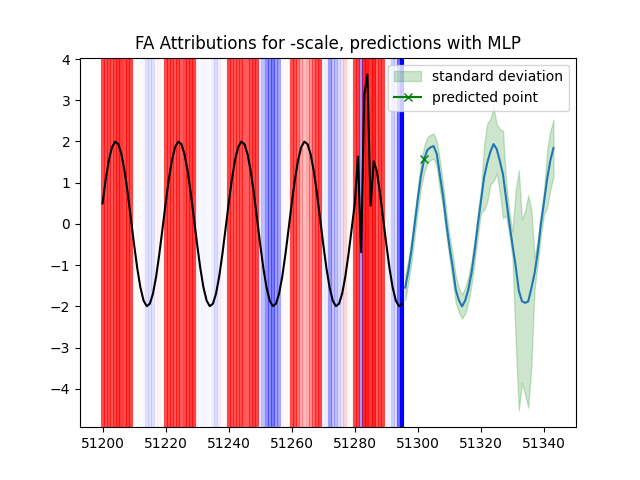 FA Attributions for -scale, predictions with MLP
standard deviation
predicted point
4
3
2
1
0
−1
−2
−3
−4
51200 51220 51240 51260 51280 51300 51320 51340